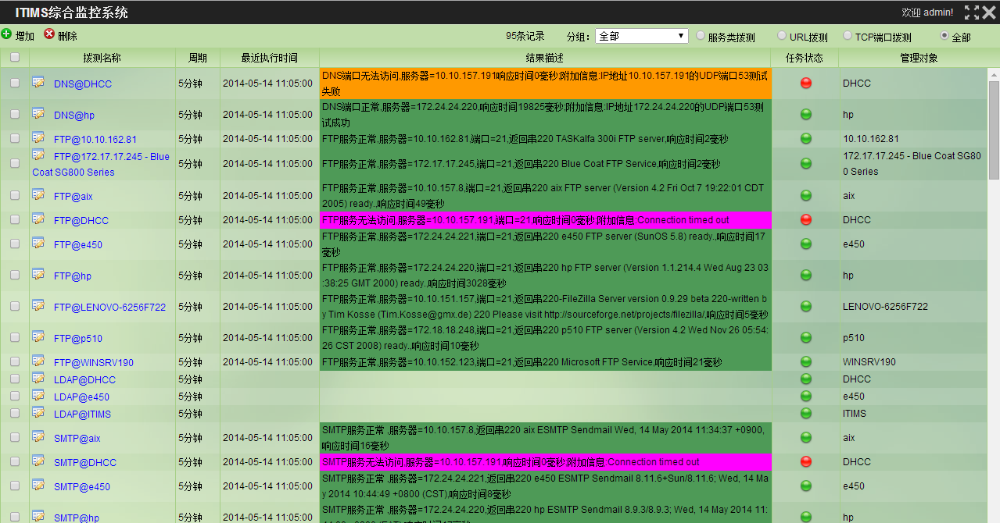 ITIMS综合监控系统 欢迎 admin!
增加 删除 95条记录 分组: 全部 服务类拨测 URL拨测 TCP端口拨测 全部
拨测名称 周期 最近执行时间 结果描述 任务状态 管理对象
DNS@DHCC 5分钟 2014-05-14 11:05:00 DNS端口无法访问,服务器=10.10.157.191响应时间0毫秒;附加信息:IP地址10.10.157.191的UDP端口53测试 DHCC
失败
DNS@hp 5分钟 2014-05-14 11:05:00 DNS端口正常,服务器=172.24.24.220,响应时间19825毫秒;附加信息:IP地址172.24.24.220的UDP端口53测 hp
试成功
FTP@10.10.162.81 5分钟 2014-05-14 11:05:00 FTP服务正常,服务器=10.10.162.81,端口=21,返回串220 TASKalfa 300i FTP server,响应时间2毫秒 10.10.162.81
FTP@172.17.17.245 - Blue 5分钟 2014-05-14 11:05:00 FTP服务正常,服务器=172.17.17.245,端口=21,返回串220 Blue Coat FTP Service,响应时间2毫秒 172.17.17.245 - Blue Coat SG80
Coat SG800 Series 0 Series
FTP@aix 5分钟 2014-05-14 11:05:00 FTP服务正常,服务器=10.10.157.8,端口=21,返回串220 aix FTP server (Version 4.2 Fri Oct 7 19:22:01 CDT aix
2005) ready.,响应时间49毫秒
FTP@DHCC 5分钟 2014-05-14 11:05:00 FTP服务无法访问,服务器=10.10.157.191,端口=21,响应时间0毫秒;附加信息 Connection timed out DHCC
FTP@e450 5分钟 2014-05-14 11:05:00 FTP服务正常,服务器=172.24.24.221,端口=21,返回串220 e450 FTP server (SunOS 5.8) ready.,响应时间17 e450
毫秒
FTP@hp 5分钟 2014-05-14 11:05:00 FTP服务正常,服务器=172.24.24.220,端口=21,返回串220 hp FTP server (Version 1.1.214.4 Wed Aug 23 03 hp
:38:25 GMT 2000) ready.,响应时间3028毫秒
FTP@LENOVO-6256F722 5分钟 2014-05-14 11:05:00 FTP服务正常,服务器=10.10.151.157,端口=21,返回串220-FileZilla Server version 0.9.29 beta 220-written b LENOVO-6256F722
y Tim Kosse (Tim.Kosse@gmx.de) 220 Please visit http://sourceforge.net/projects/filezilla/,响应时间5毫秒
FTP@p510 5分钟 2014-05-14 11:05:00 FTP服务正常,服务器=172.18.18.248,端口=21,返回串220 p510 FTP server (Version 4.2 Wed Nov 26 05:54: p510
26 CST 2008) ready.,响应时间10毫秒
FTP@WINSRV190 5分钟 2014-05-14 11:05:00 FTP服务正常,服务器=10.10.152.123,端口=21,返回串220 Microsoft FTP Service,响应时间21毫秒 WINSRV190
LDAP@DHCC 5分钟 DHCC
LDAP@e450 5分钟 e450
LDAP@ITIMS 5分钟 ITIMS
SMTP@aix 5分钟 2014-05-14 11:05:00 SMTP服务正常 ,服务器=10.10.157.8,返回串220 aix ESMTP Sendmail Wed, 14 May 2014 11:34:37 +0900, aix
响应时间16毫秒
SMTP@DHCC 5分钟 2014-05-14 11:05:00 SMTP服务无法访问,服务器=10.10.157.191,响应时间0毫秒;附加信息 Connection timed out DHCC
SMTP@e450 5分钟 2014-05-14 11:05:00 SMTP服务正常 ,服务器=172.24.24.221,返回串220 e450 ESMTP Sendmail 8.11.6+Sun/8.11.6; Wed, 14 Ma e450
y 2014 10:44:49 +0800 (CST),响应时间8毫秒
SMTP@hp 5分钟 2014-05-14 11:05:00 SMTP服务正常 ,服务器=172.24.24.220,返回串220 hp ESMTP Sendmail 8.9.3/8.9.3; Wed, 14 May 2014 11: hp